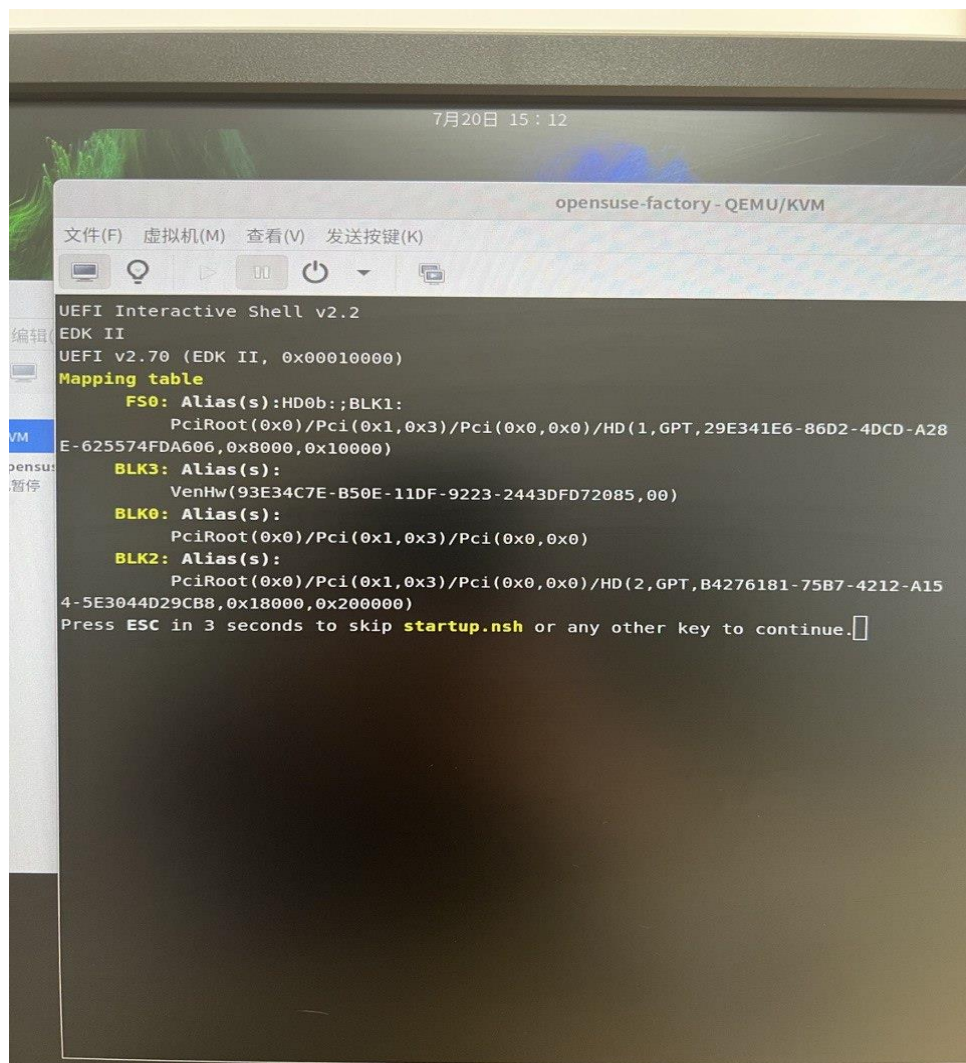 7月20日 15：12
opensuse-factory - QEMU/KVM
文件(F) 虚拟机(M) 查看(V) 发送按键(K)
编辑(
VM
pensus
暂停
UEFI Interactive Shell v2.2
EDK II
UEFI v2.70 (EDK II, 0x00010000)
Mapping table
FS0: Alias(s):HD0b:;BLK1:
PciRoot(0x0)/Pci(0x1,0x3)/Pci(0x0,0x0)/HD(1,GPT,29E341E6-86D2-4DCD-A28
E-625574FDA606,0x8000,0x10000)
BLK3: Alias(s):
VenHw(93E34C7E-B50E-11DF-9223-2443DFD72085,00)
BLK0: Alias(s):
PciRoot(0x0)/Pci(0x1,0x3)/Pci(0x0,0x0)
BLK2: Alias(s):
PciRoot(0x0)/Pci(0x1,0x3)/Pci(0x0,0x0)/HD(2,GPT,B4276181-75B7-4212-A15
4-5E3044D29CB8,0x18000,0x200000)
Press ESC in 3 seconds to skip startup.nsh or any other key to continue.